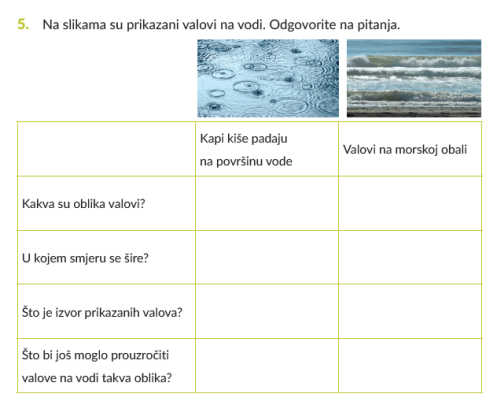 5. Na slikama su prikazani valovi na vodi. Odgovorite na pitanja.
Kapi kiše padaju
na površinu vode
Valovi na morskoj obali
Kakva su oblika valovi?
U kojem smjeru se šire?
Što je izvor prikazanih valova?
Što bi još moglo prouzročiti
valove na vodi takva oblika?